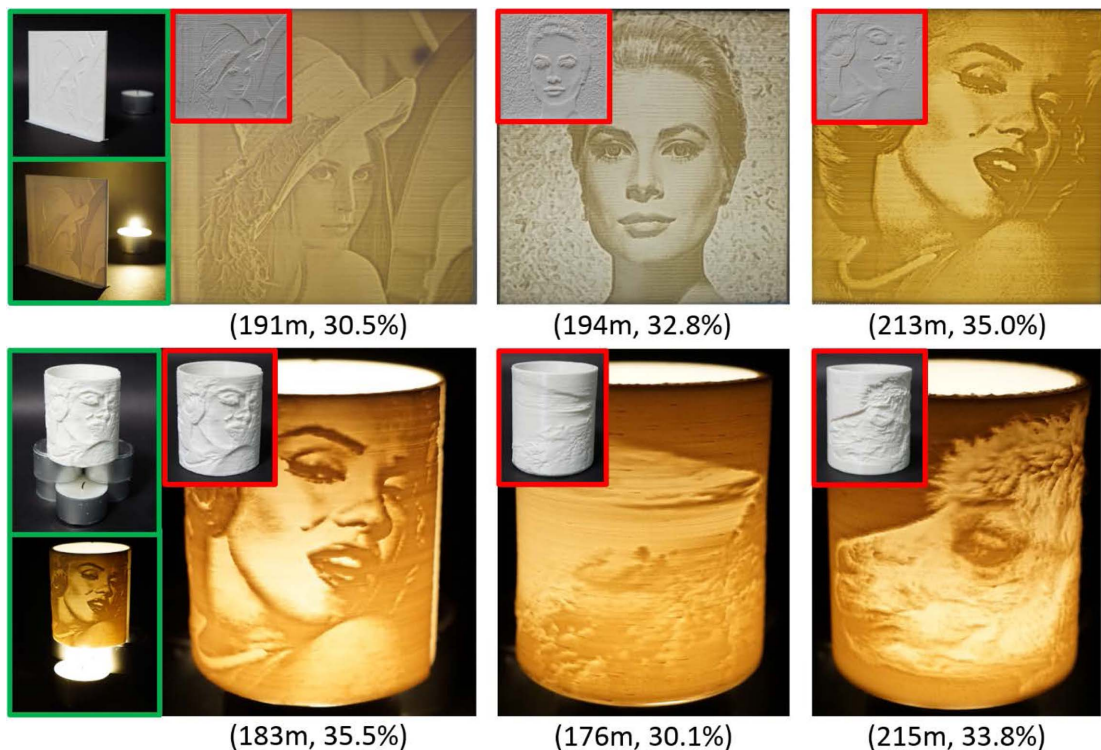 (191m, 30.5%)
(194m, 32.8%)
(213m, 35.0%)
(183m, 35.5%)
(176m, 30.1%)
(215m, 33.8%)